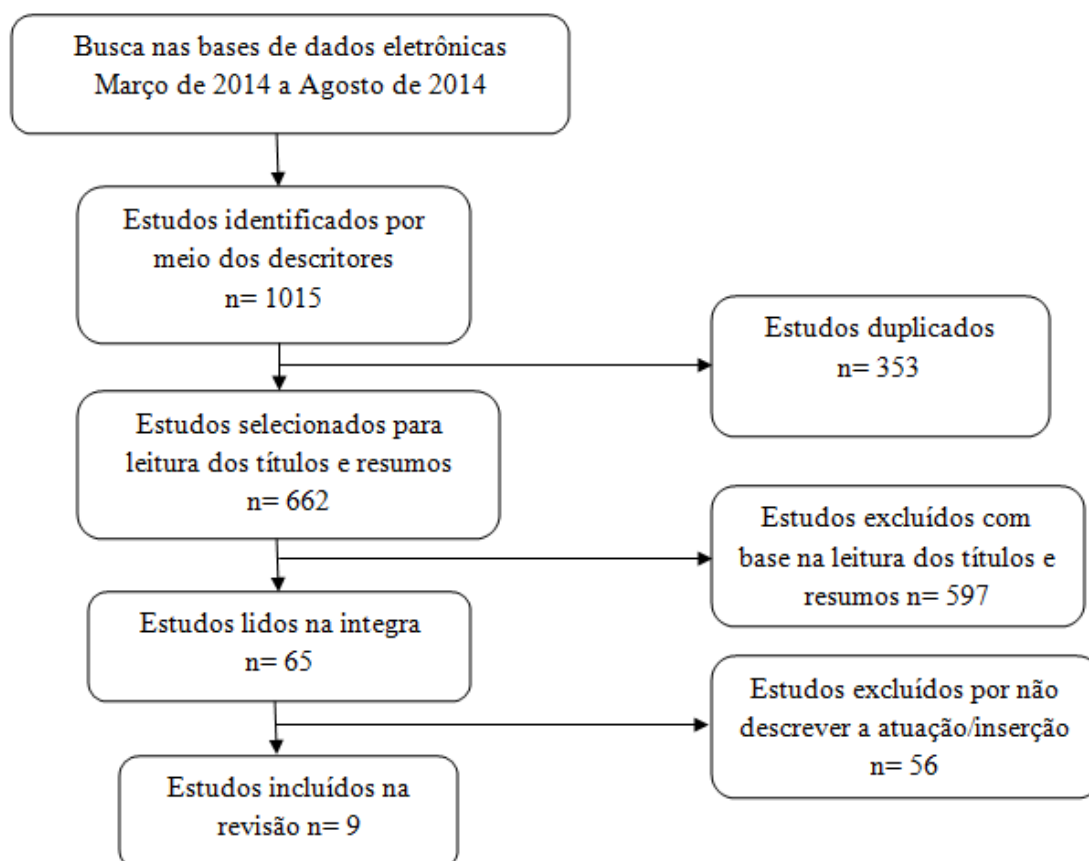 Busca nas bases de dados eletrônicas
Março de 2014 a Agosto de 2014
Estudos identificados por
meio dos descritores
n= 1015
Estudos duplicados
n= 353
Estudos selecionados para
leitura dos títulos e resumos
n= 662
Estudos excluídos com
base na leitura dos títulos e
resumos n= 597
Estudos lidos na integra
n= 65
Estudos excluídos por não
descrever a atuação/inserção
n= 56
Estudos incluídos na
revisão n= 9